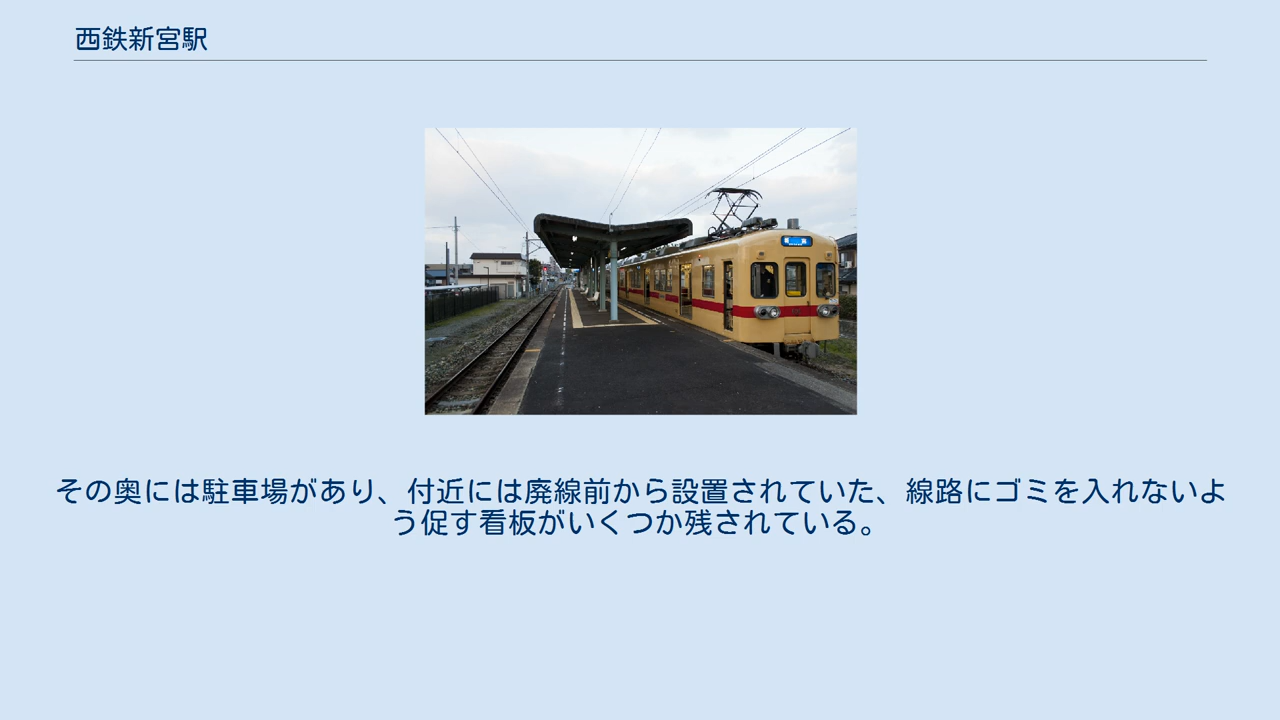 西鉄新宮駅
その奥には駐車場があり、付近には廃線前から設置されていた、線路にゴミを入れないよ
う促す看板がいくつか残されている。